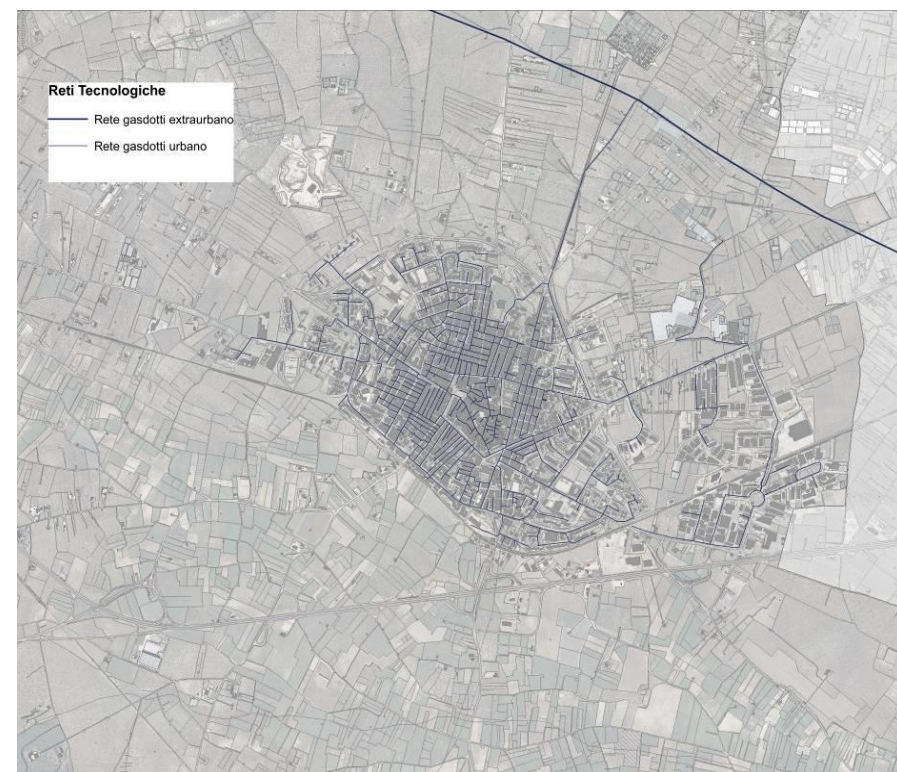 Reti Tecnologiche
Rete gasdotti extraurbano
Rete gasdotti urbano